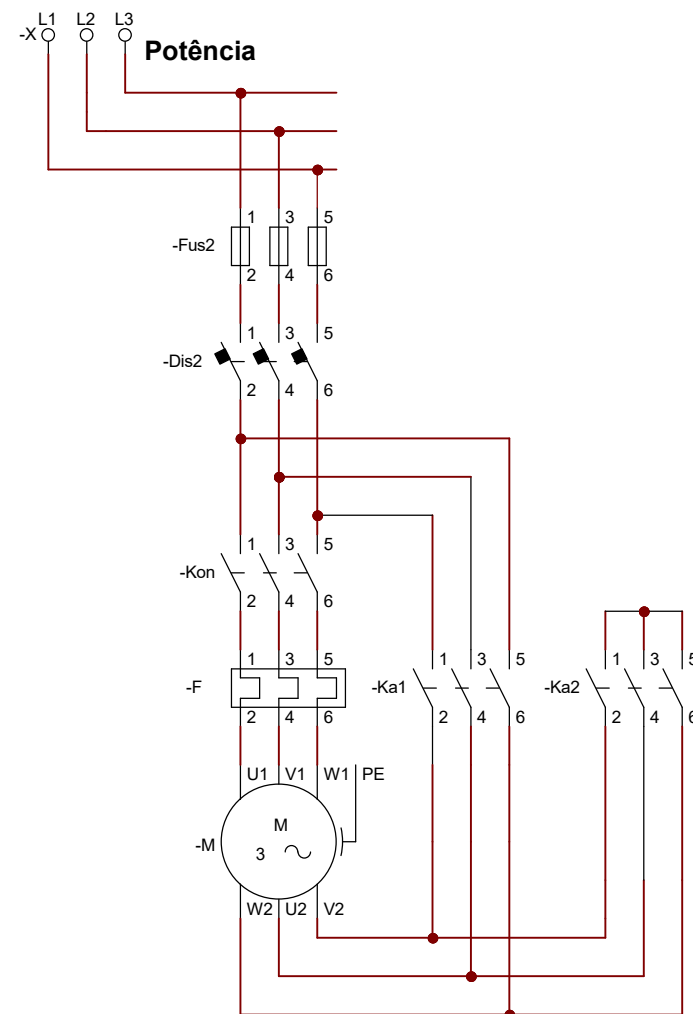 L1 L2 L3
-X
Potência
1 3 5
-Fus2
2 4 6
1 3 5
-Dis2
2 4 6
1 3 5
-Kon
2 4 6
1 3 5 1 3 5 1 3 5
-F -Ka1 -Ka2
2 4 6 2 4 6 2 4 6
U1 V1 W1 PE
M
-M 3
W2 U2 V2